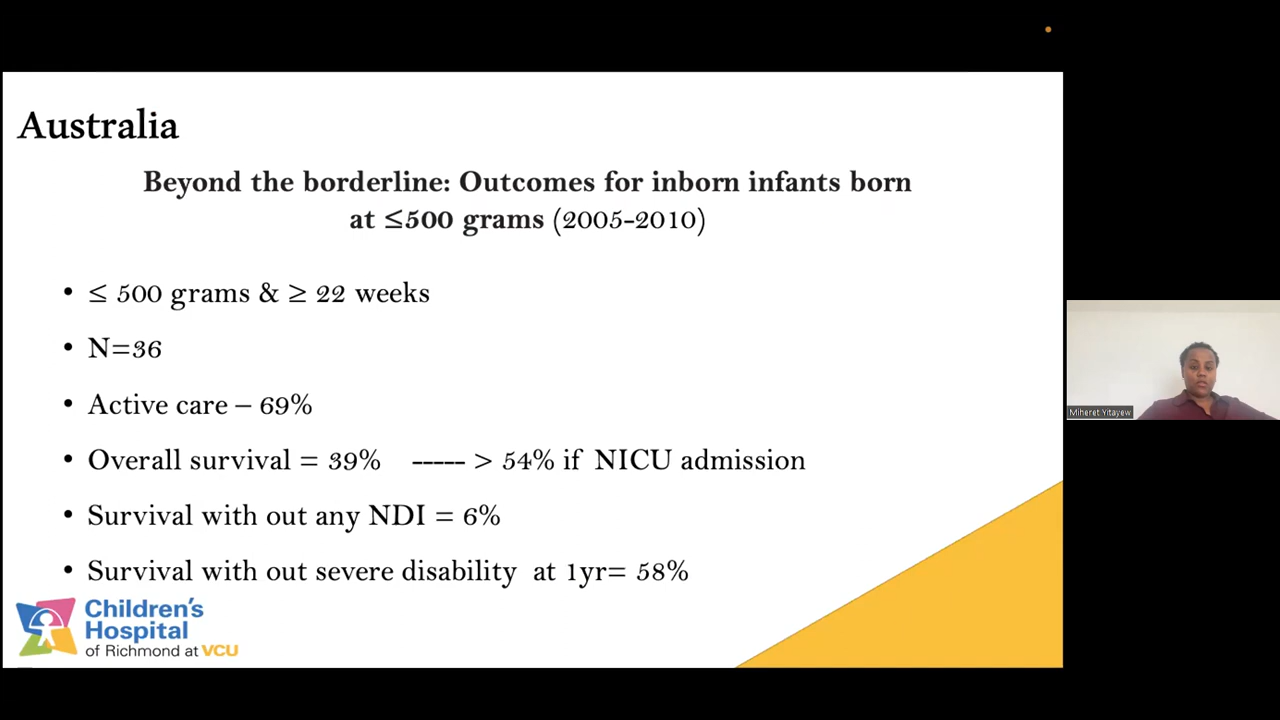 Australia
Beyond the borderline: Outcomes for inborn infants born
at ≤500 grams (2005-2010)
• ≤ 500 grams & ≥ 22 weeks
• N=36
• Active care – 69%
• Overall survival = 39% ----- > 54% if NICU admission
• Survival with out any NDI = 6%
• Survival with out severe disability at 1yr= 58%
Children's
Hospital
of Richmond at VCU
Miheret Yitayew